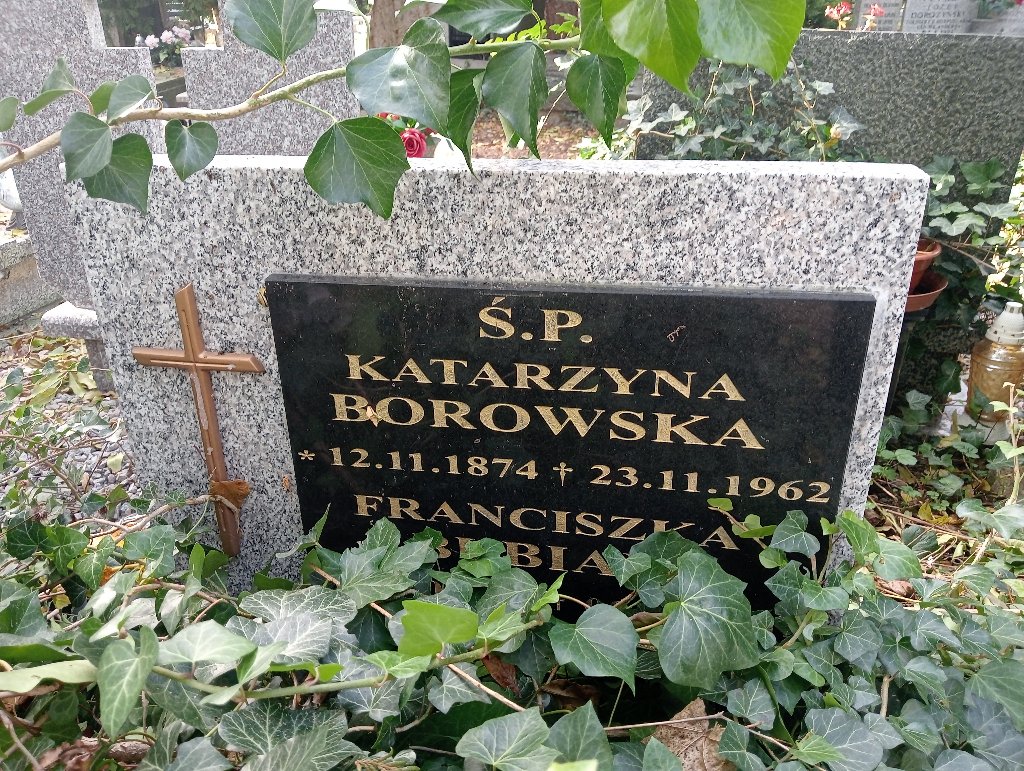 Ś.P.
KATARZYNA
BOROWSKA
* 12.11.1874 † 23.11.1962
FRANCISZKA